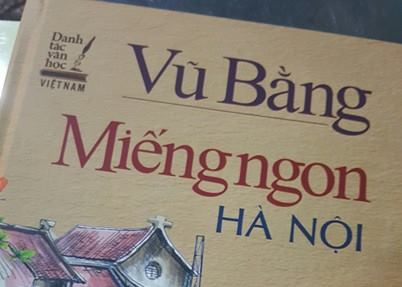 Danh
tác
văn
học
VIỆT NAM
Vũ Bằng
Miếng ngon
HÀ NỘI